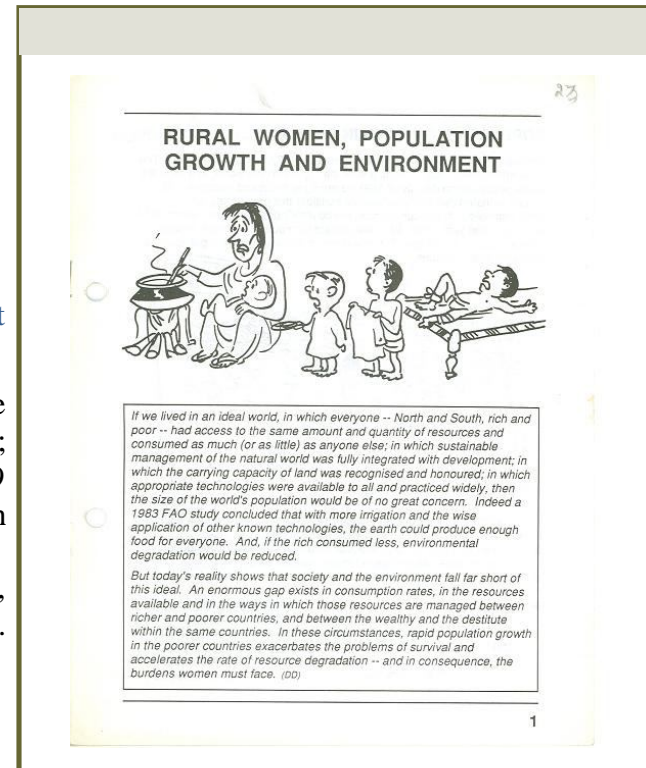 t
e
;
)
n
,
.
27
RURAL WOMEN, POPULATION
GROWTH AND ENVIRONMENT
If we lived in an ideal world, in which everyone -- North and South, rich and
poor -- had access to the same amount and quantity of resources and
consumed as much (or as little) as anyone else; in which sustainable
management of the natural world was fully integrated with development; in
which the carrying capacity of land was recognised and honoured; in which
appropriate technologies were available to all and practiced widely, then
the size of the world's population would be of no great concern. Indeed a
1983 FAO study concluded that with more irrigation and the wise
application of other known technologies, the earth could produce enough
food for everyone. And, if the rich consumed less, environmental
degradation would be reduced.
But today's reality shows that society and the environment fall far short of
this ideal. An enormous gap exists in consumption rates, in the resources
available and in the ways in which those resources are managed between
richer and poorer countries, and between the wealthy and the destitute
within the same countries. In these circumstances, rapid population growth
in the poorer countries exacerbates the problems of survival and
accelerates the rate of resource degradation -- and in consequence, the
burdens women must face. (DD)
1